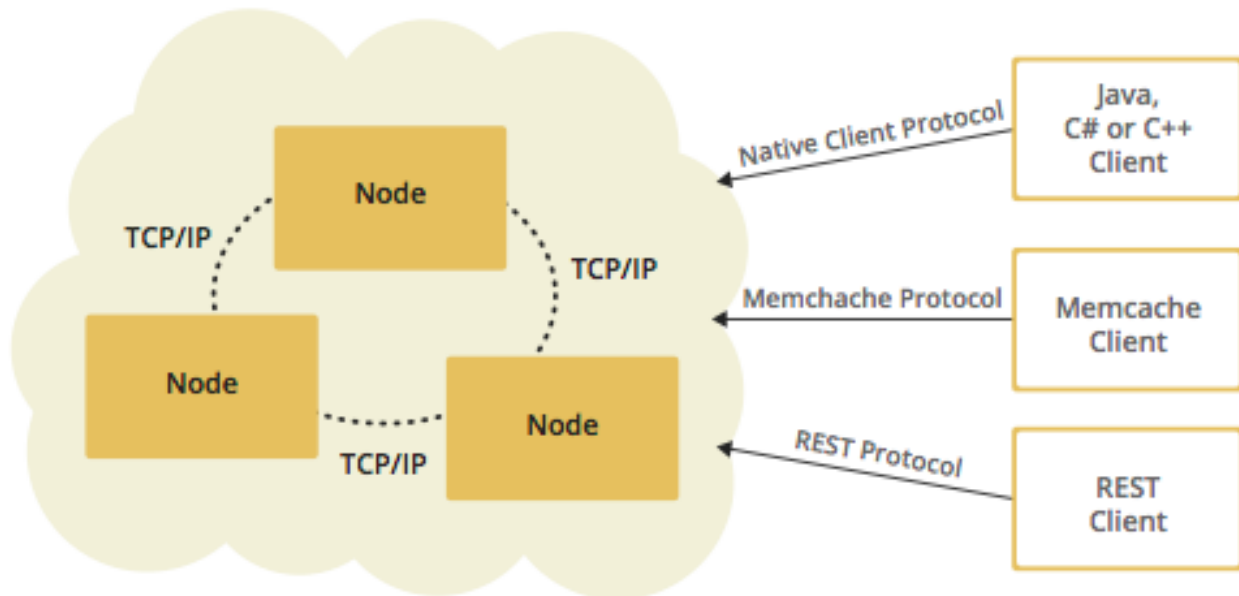 Node
TCP/IP
TCP/IP
Node
Node
TCP/IP
Native Client Protocol
Java,
C# or C++
Client
Memchache Protocol
Memcache
Client
REST Protocol
REST
Client